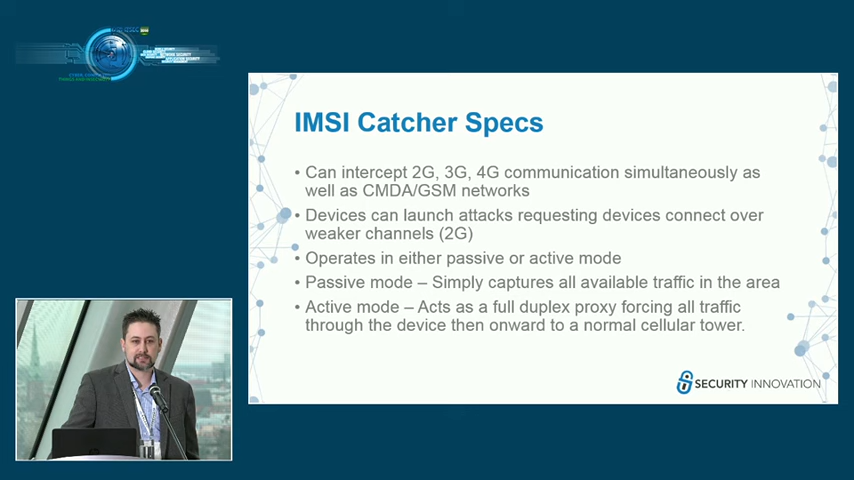 IMSI Catcher Specs
• Can intercept 2G, 3G, 4G communication simultaneously as
well as CMDA/GSM networks
• Devices can launch attacks requesting devices connect over
weaker channels (2G)
• Operates in either passive or active mode
• Passive mode – Simply captures all available traffic in the area
• Active mode – Acts as a full duplex proxy forcing all traffic
through the device then onward to a normal cellular tower.
SECURITY INNOVATION